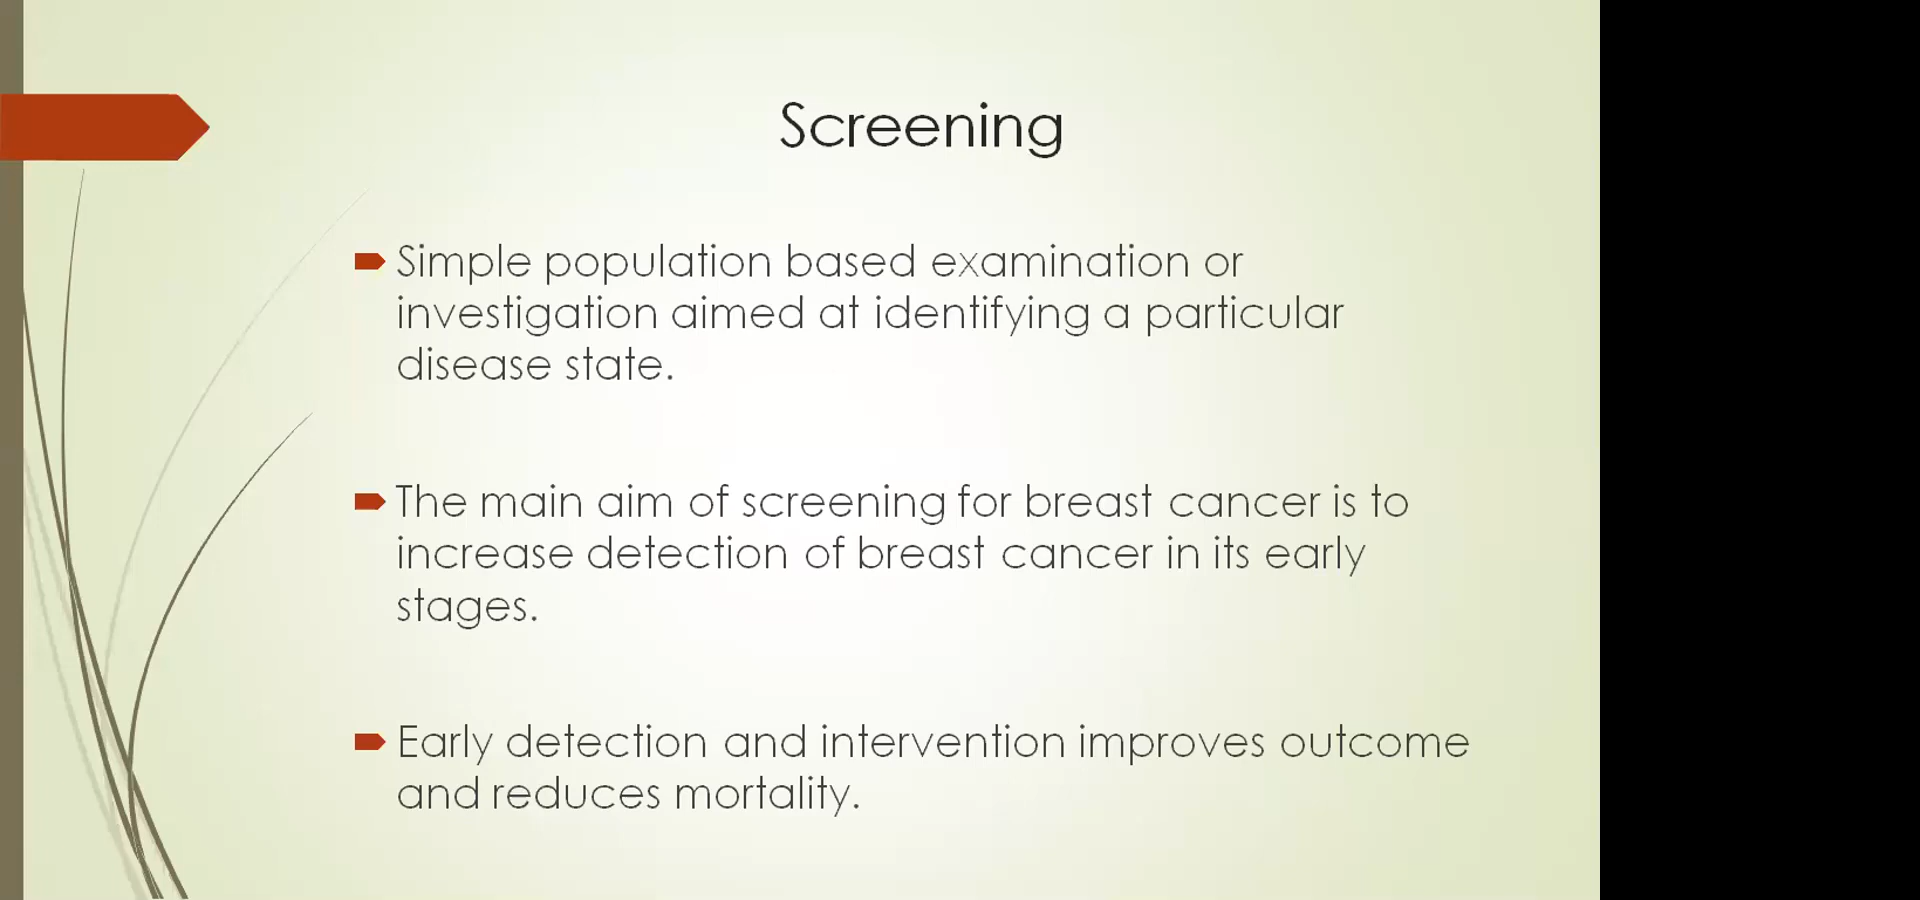 Screening
Simple population based examination or
investigation aimed at identifying a particular
disease state.
The main aim of screening for breast cancer is to
increase detection of breast cancer in its early
stages.
Early detection and intervention improves outcome
and reduces mortality.